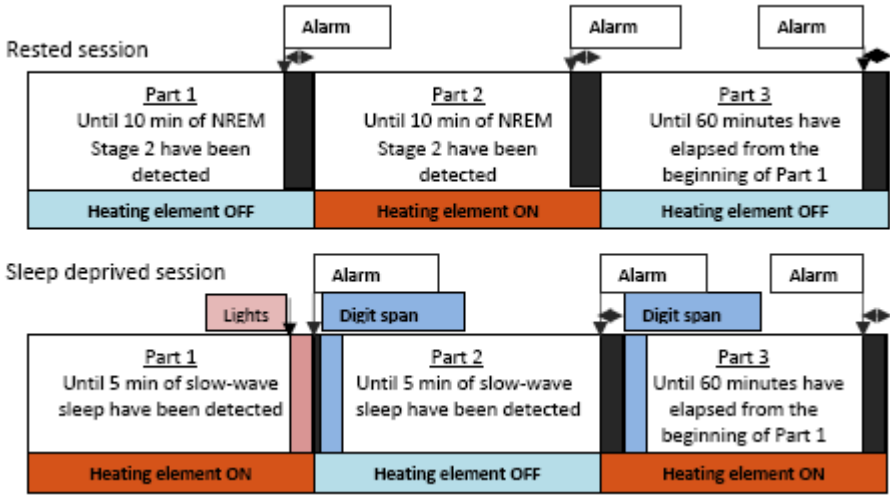 Alarm
Alarm
Alarm
Rested session
Part 1
Until 10 min of NREM
Stage 2 have been
detected
Part 2
Until 10 min of NREM
Stage 2 have been
detected
Part 3
Until 60 minutes have
elapsed from the
beginning of Part 1
Heating element OFF
Heating element ON
Heating element OFF
Sleep deprived session
Alarm
Alarm
Alarm
Lights
Digit span
Digit span
Part 1
Until 5 min of slow-wave
sleep have been detected
Part 2
Until 5 min of slow-wave
sleep have been detected
Part 3
Until 60 minutes have
elapsed from the
beginning of Part 1
Heating element ON
Heating element OFF
Heating element ON